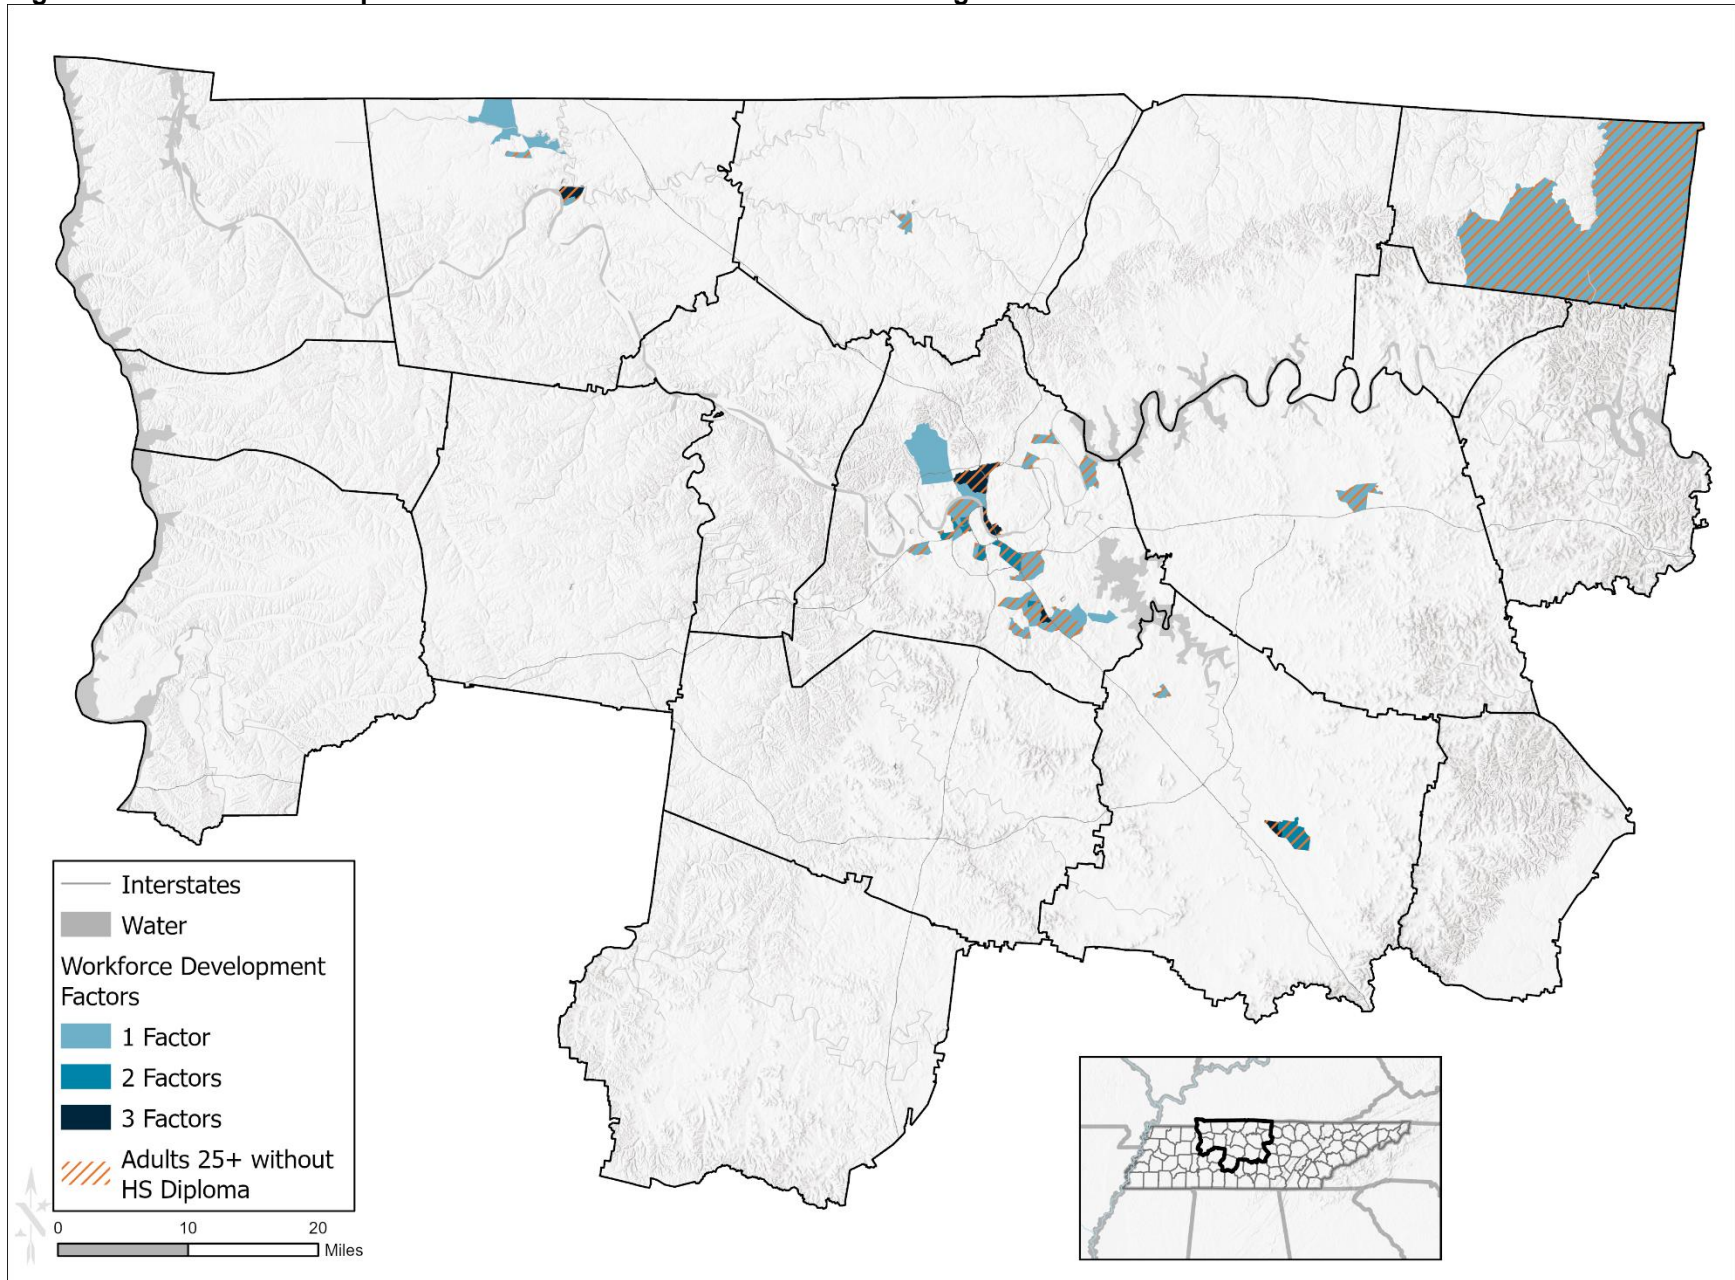 Interstates
Water
Workforce Development
Factors
1 Factor
2 Factors
3 Factors
Adults 25+ without
HS Diploma
0 10 20
Miles